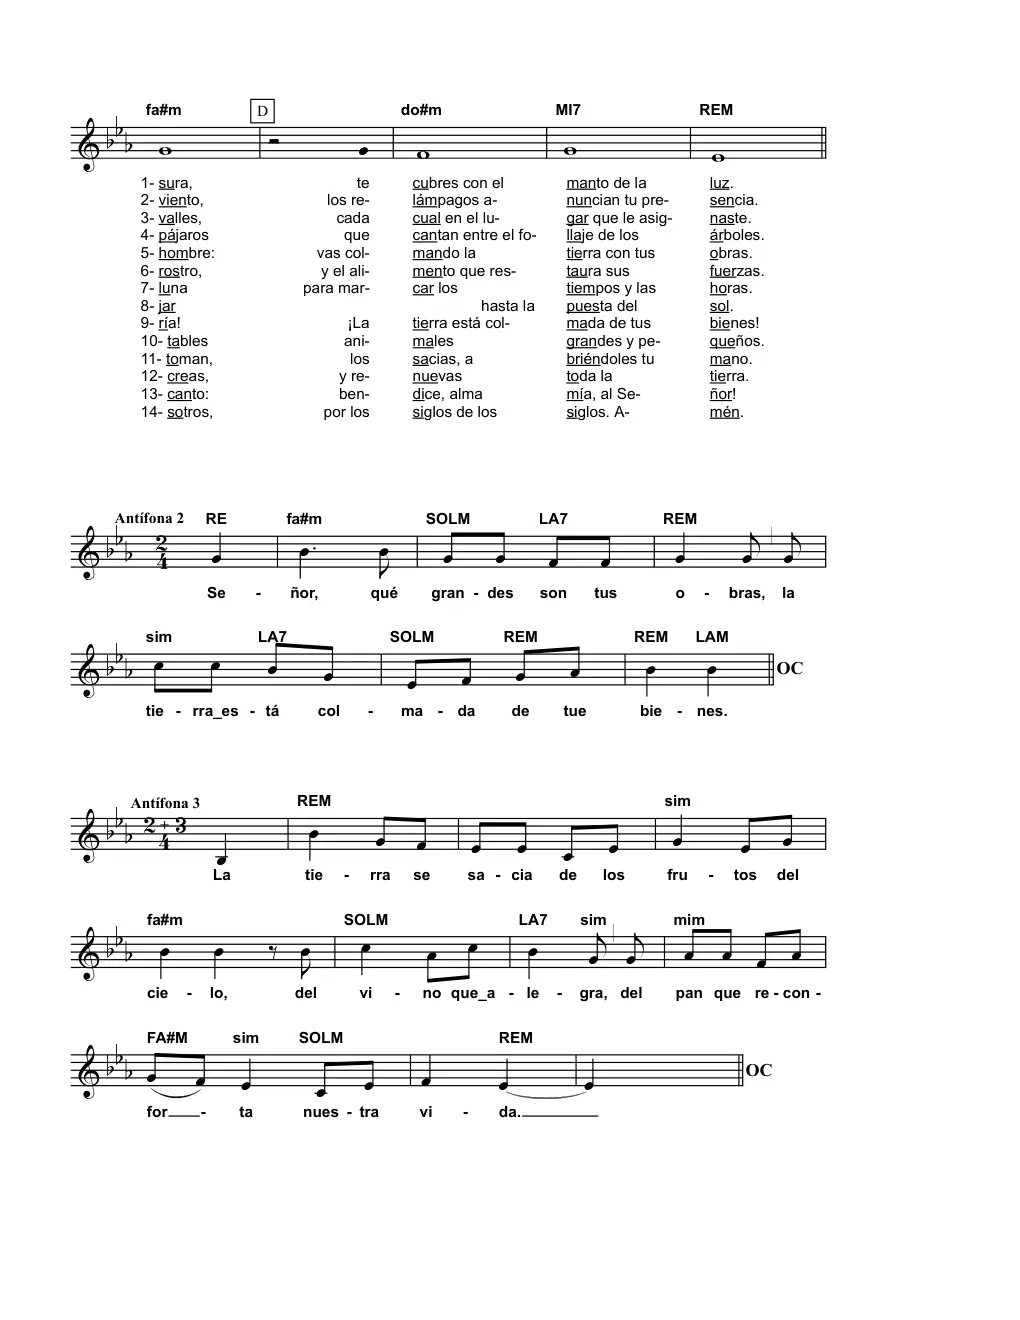 fa#m D do#m MI7 REM
1- sura, te cubres con el manto de la luz.
2- viento, los re- lámpagos a- nuncian tu pre- sencia.
3- valles, cada cual en el lu- gar que le asig- naste.
4- pájaros que cantan entre el fo- llaje de los árboles.
5- hombre: vas col- mando la tierra con tus obras.
6- rostro, y el ali- mento que res- taura sus fuerzas.
7- luna para mar- car los tiempos y las horas.
8- jar hasta la puesta del sol.
9- ría! ¡La tierra está col- mada de tus bienes!
10- tables ani- males grandes y pe- queños.
11- toman, los sacias, a briéndoles tu mano.
12- creas, y re- nuevas toda la tierra.
13- canto: ben- dice, alma mía, al Se- ñor!
14- sotros, por los siglos de los siglos. A- mén.
Antífona 2 RE fa#m SOLM LA7 REM
2
4
Se - ñor, qué gran - des son tus o - bras, la
sim LA7 SOLM REM REM LAM
OC
tie - rra_es - tá col - ma - da de tue bie - nes.
Antífona 3 REM sim
2 + 3
4
La tie - rra se sa - cia de los fru - tos del
fa#m SOLM LA7 sim mim
cie - lo, del vi - no que_a - le - gra, del pan que re - con -
FA#M sim SOLM REM
OC
for - ta nues - tra vi - da.